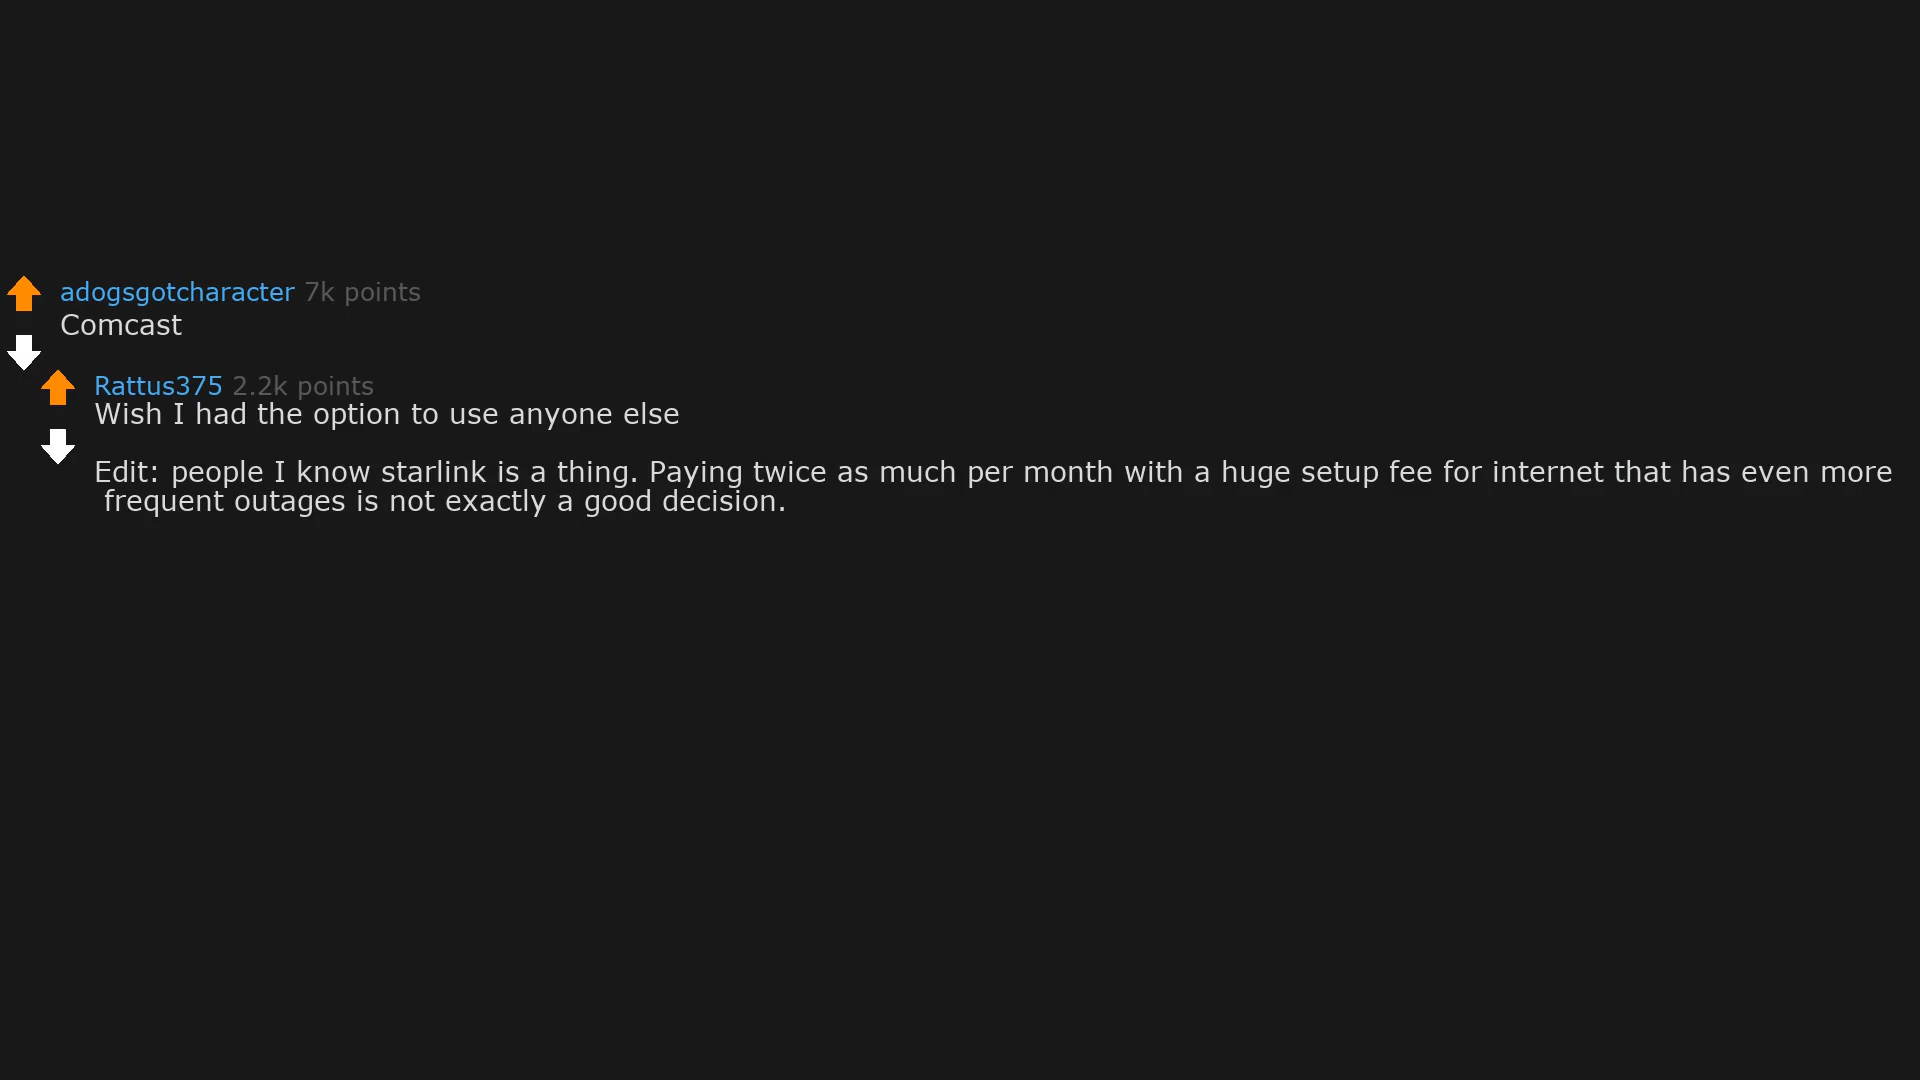 adogsgotcharacter 7k points
Comcast
Rattus375 2.2k points
Wish I had the option to use anyone else
Edit: people I know starlink is a thing. Paying twice as much per month with a huge setup fee for internet that has even more
frequent outages is not exactly a good decision.